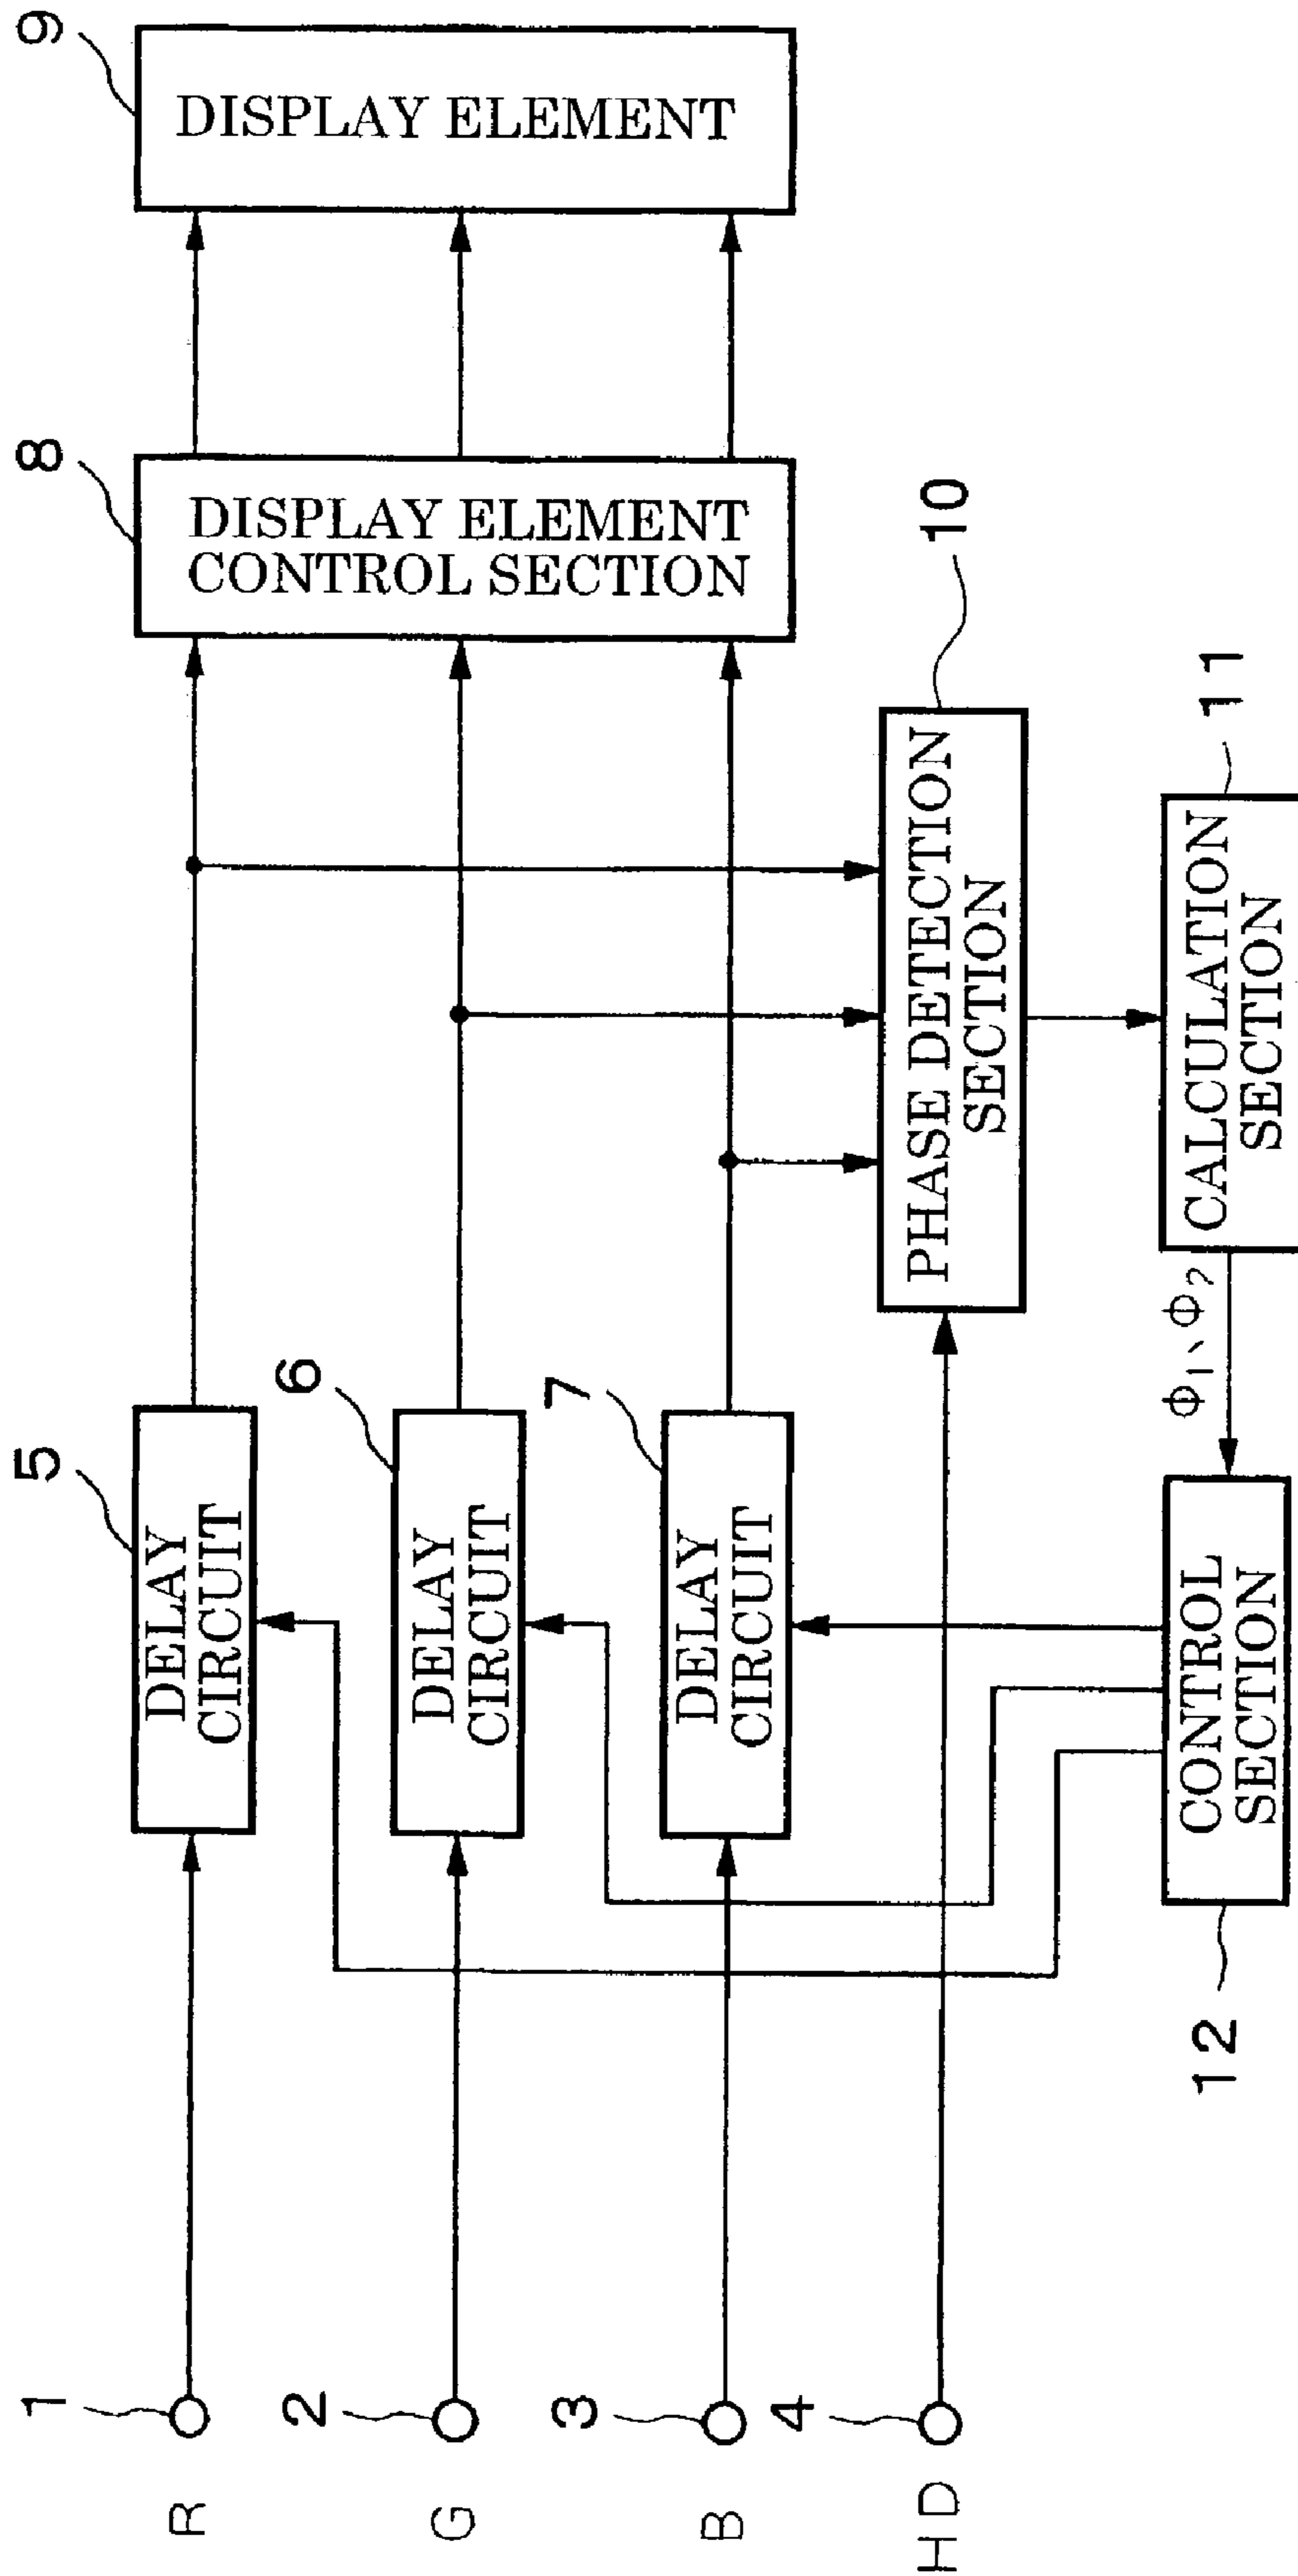 R
1
5
DELAY
CIRCUIT
8
DISPLAY ELEMENT
CONTROL SECTION
9
DISPLAY ELEMENT
G
2
6
DELAY
CIRCUIT
B
3
7
DELAY
CIRCUIT
HD
4
10
PHASE DETECTION
SECTION
12
CONTROL
SECTION
Φ1、Φ2
11
CALCULATION
SECTION